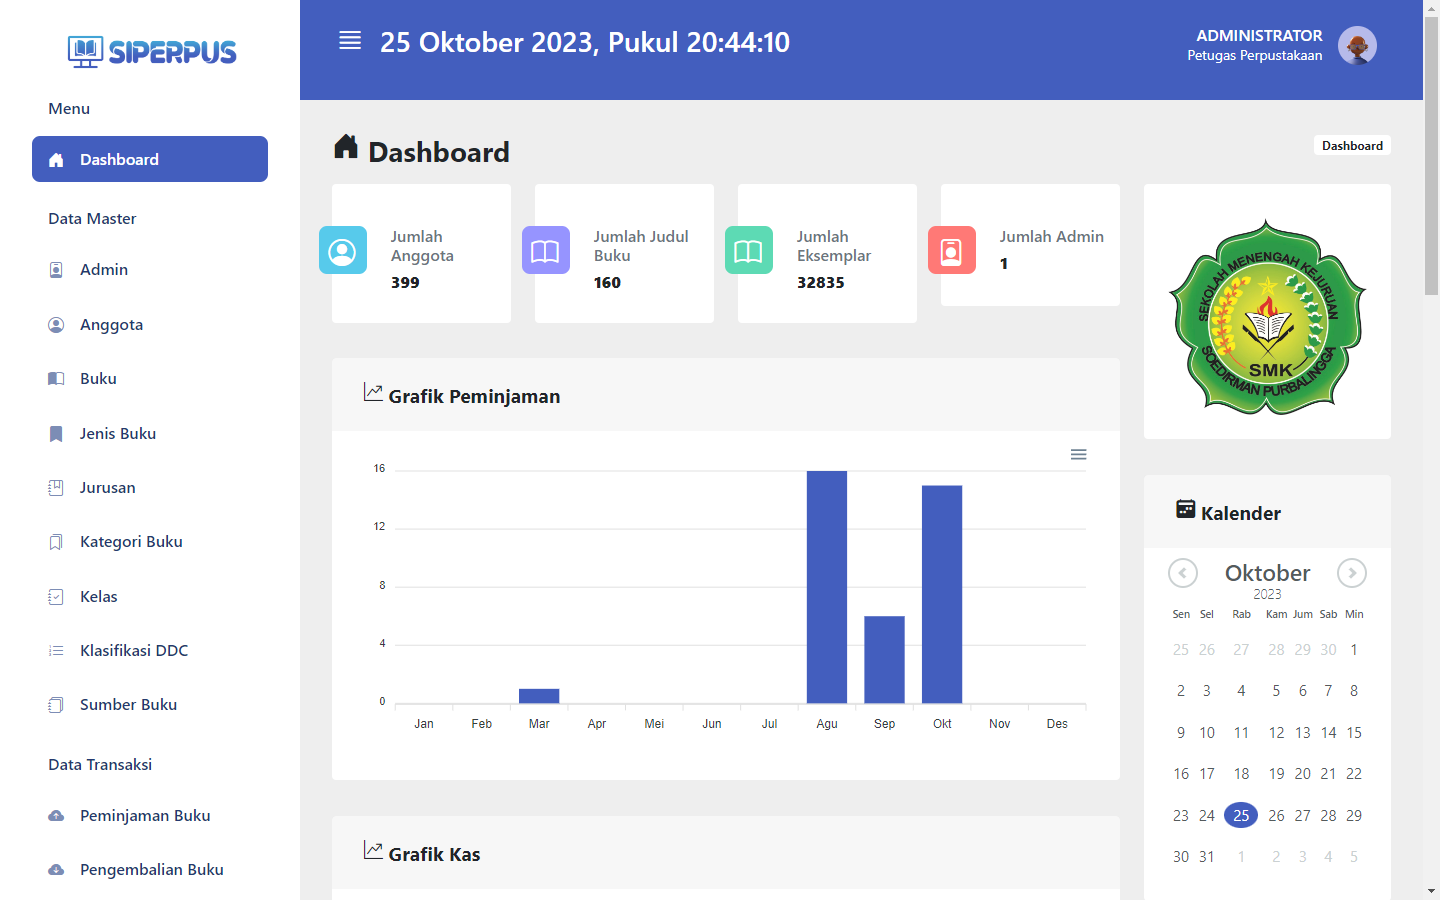 SIPERPUS
Menu
Dashboard
Data Master
Admin
Anggota
Buku
Jenis Buku
Jurusan
Kategori Buku
Kelas
Klasifikasi DDC
Sumber Buku
Data Transaksi
Peminjaman Buku
Pengembalian Buku
25 Oktober 2023, Pukul 20:44:10
ADMINISTRATOR
Petugas Perpustakaan
Dashboard
Dashboard
Jumlah
Anggota
399
Jumlah Judul
Buku
160
Jumlah
Eksemplar
32835
Jumlah Admin
1
SEKOLAH MENENGAH KEJURUAN
SMK
SOEDIRMAN PURBALINGGA
Grafik Peminjaman
16
12
8
4
0
Jan Feb Mar Apr Mei Jun Jul Agu Sep Okt Nov Des
Grafik Kas
Kalender
Oktober
2023
Sen Sel Rab Kam Jum Sab Min
25 26 27 28 29 30 1
2 3 4 5 6 7 8
9 10 11 12 13 14 15
16 17 18 19 20 21 22
23 24 25 26 27 28 29
30 31 1 2 3 4 5